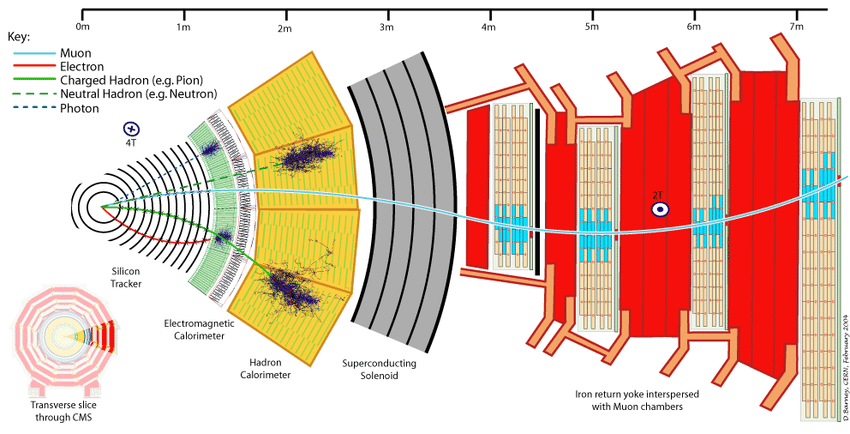 0m 1m 2m 3m 4m 5m 6m 7m
Key:
Muon
Electron
Charged Hadron (e.g. Pion)
Neutral Hadron (e.g. Neutron)
Photon
4T
2T
Silicon
Tracker
Electromagnetic
Calorimeter
Hadron
Calorimeter
Superconducting
Solenoid
Iron return yoke interspersed
with Muon chambers
Transverse slice
through CMS
D. Barney, CERN, February 2004